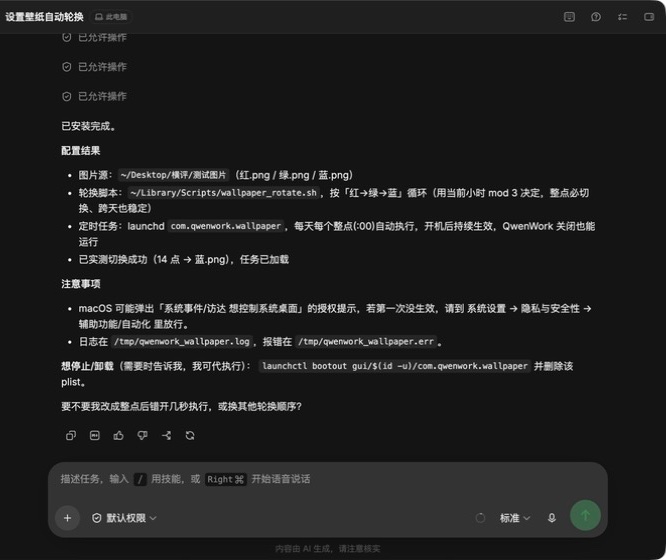 设置壁纸自动轮换 此电脑
已允许操作
已允许操作
已允许操作
已安装完成。
配置结果
• 图片源： ~/Desktop/横评/测试图片 （红.png / 绿.png / 蓝.png）
• 轮换脚本： ~/Library/Scripts/wallpaper_rotate.sh ，按「红→绿→蓝」循环（用当前小时 mod 3 决定，整点必切
换、跨天也稳定）
• 定时任务：launchd com.qwenwork.wallpaper ，每天每个整点(:00)自动执行，开机后持续生效，QwenWork 关闭也能
运行
• 已实测切换成功（14 点 → 蓝.png），任务已加载
注意事项
• macOS 可能弹出「系统事件/访达 想控制系统桌面」的授权提示，若第一次没生效，请到 系统设置 → 隐私与安全性 →
辅助功能/自动化 里放行。
• 日志在 /tmp/qwenwork_wallpaper.log ，报错在 /tmp/qwenwork_wallpaper.err 。
想停止/卸载（需要时告诉我，我可代执行）： launchctl bootout gui/$(id -u)/com.qwenwork.wallpaper 并删除该
plist。
要不要我改成整点后错开几秒执行，或换其他轮换顺序？
描述任务，输入 / 用技能，或 Right⌘ 开始语音说话
默认权限 标准
内容由 AI 生成，请注意核实